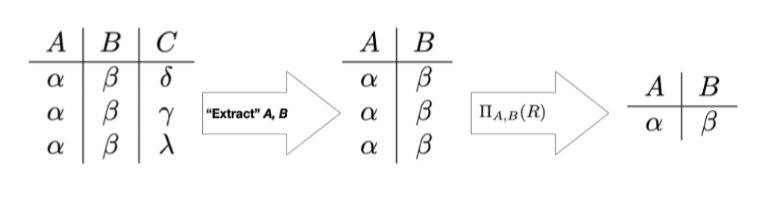 A B C
α β δ
α β γ
α β λ
"Extract" A, B
A B
α β
α β
α β
Π_{A,B}(R)
A B
α β